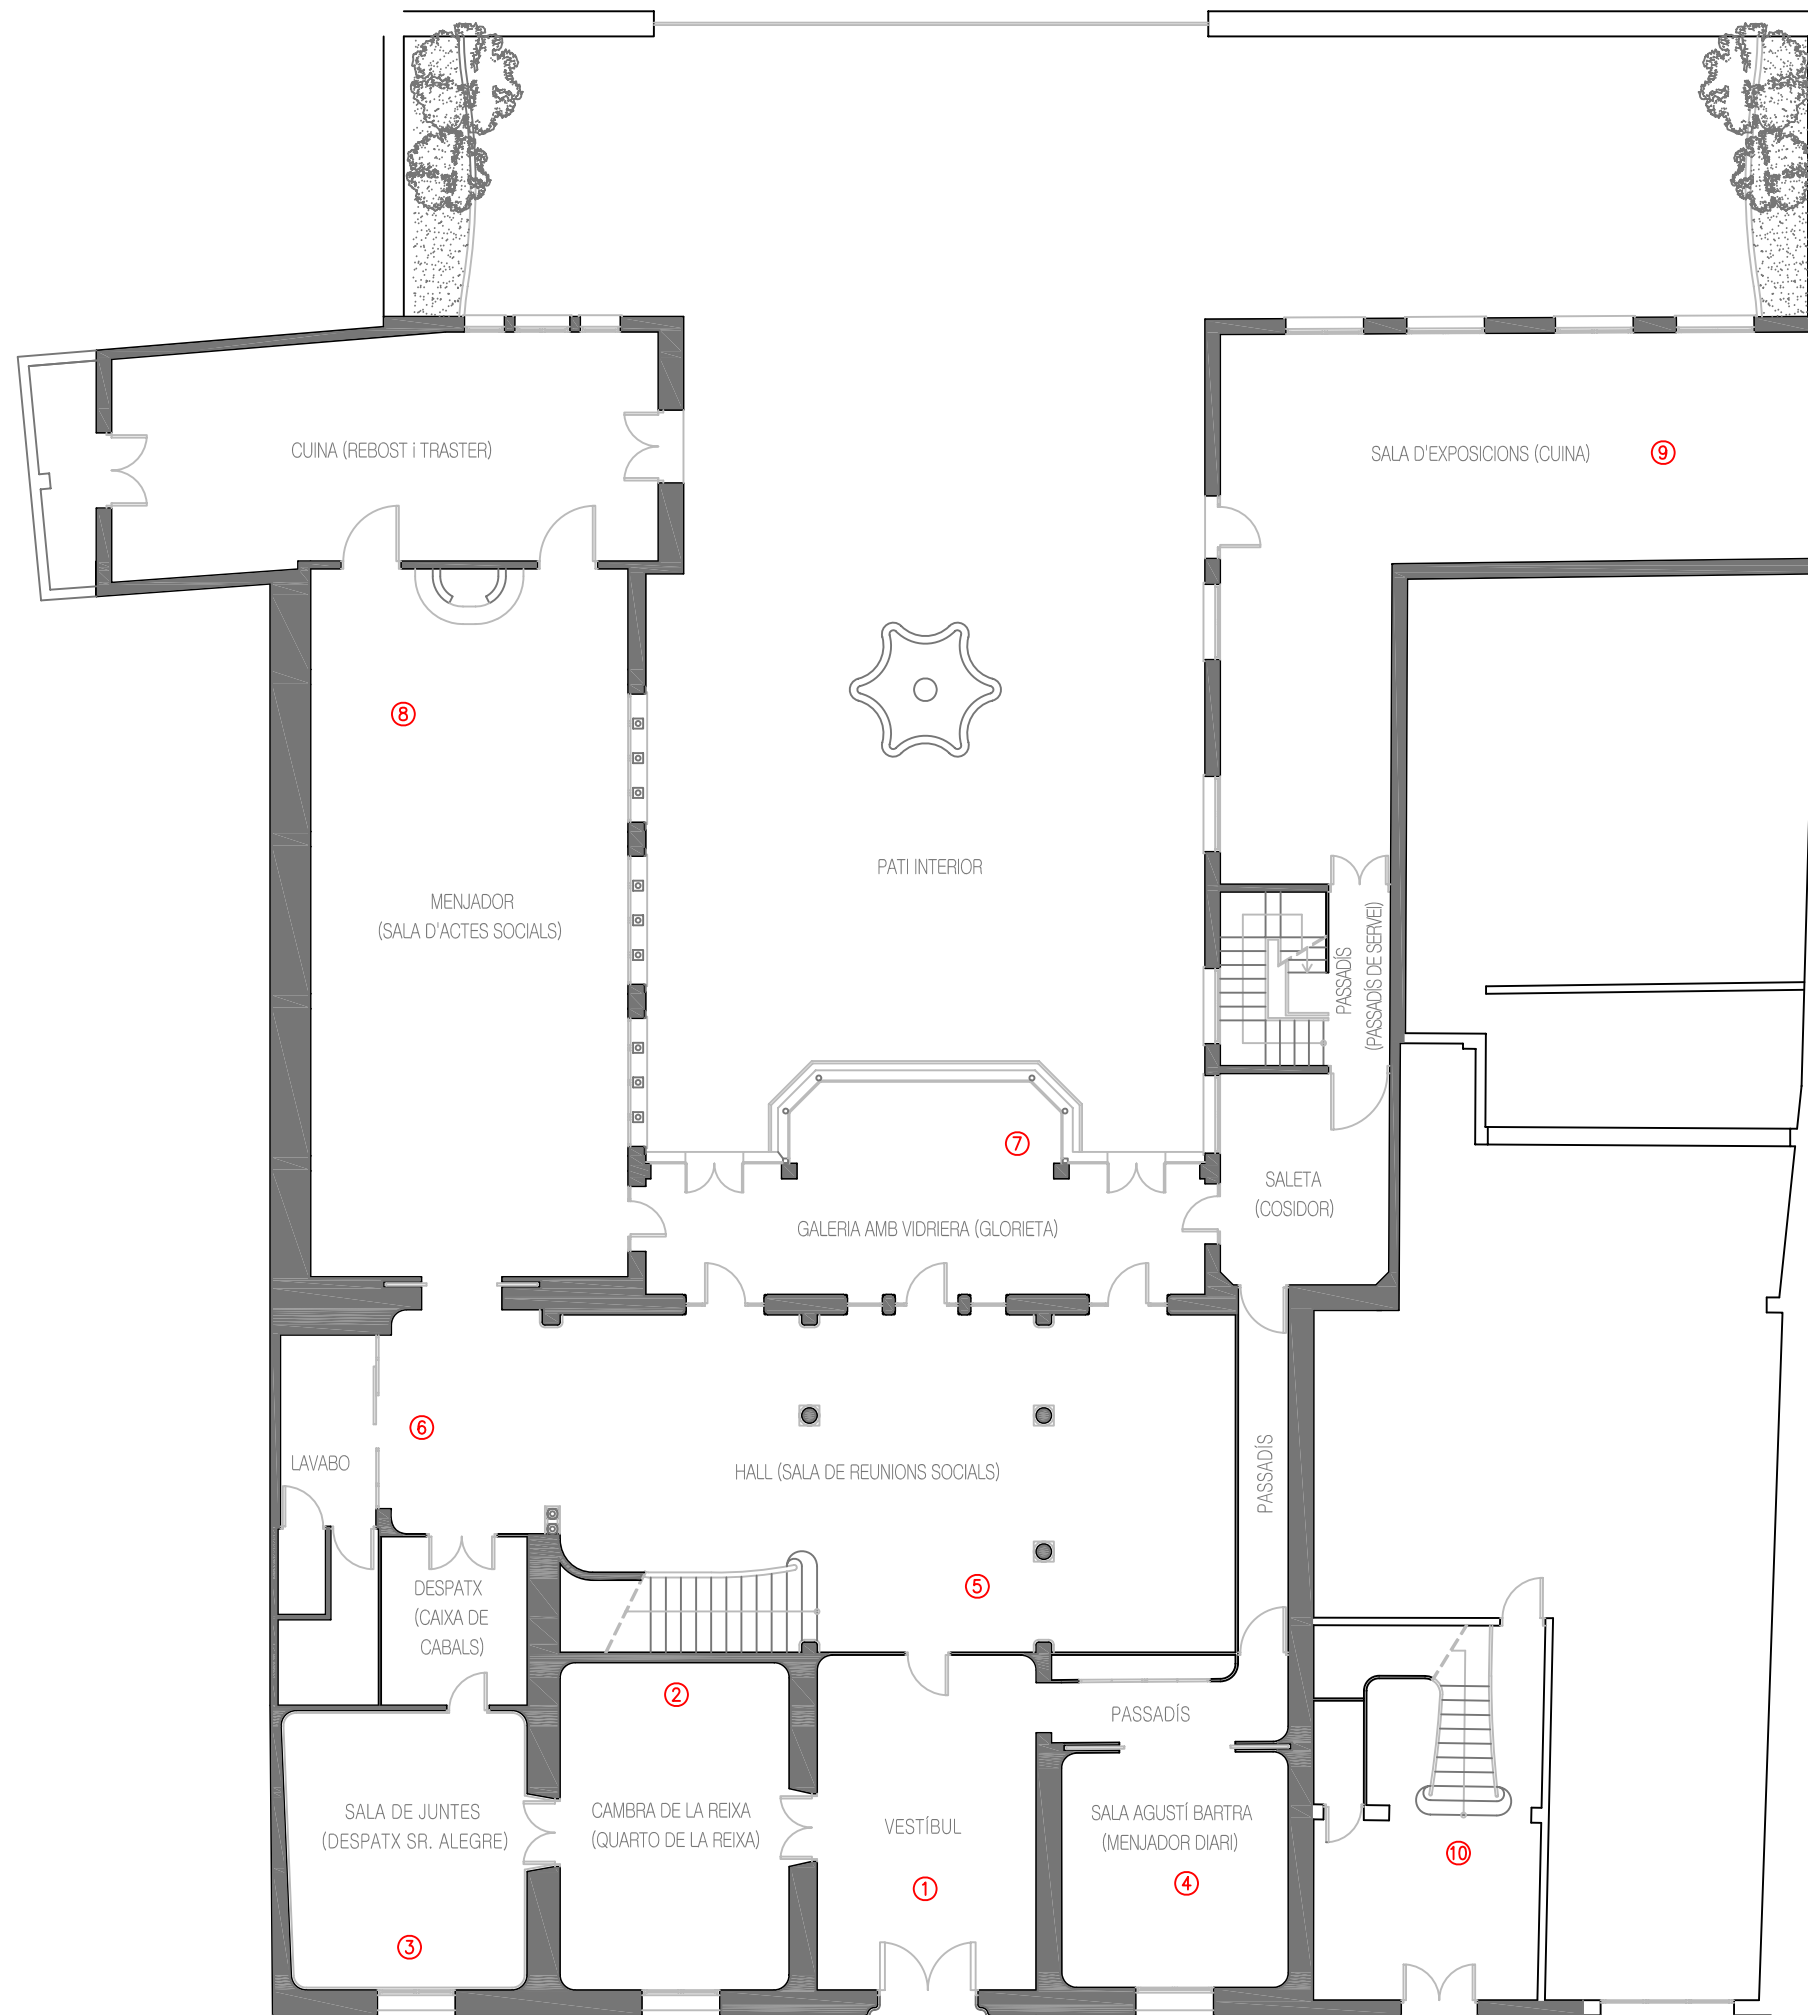 CUINA (REBOST i TRASTER)
SALA D'EXPOSICIONS (CUINA)
9
8
PATI INTERIOR
MENJADOR
(SALA D'ACTES SOCIALS)
PASSADÍS
(PASSADÍS DE SERVEI)
7
SALETA
(COSIDOR)
GALERIA AMB VIDRIERA (GLORIETA)
6
LAVABO
HALL (SALA DE REUNIONS SOCIALS)
PASSADÍS
5
DESPATX
(CAIXA DE
CABALS)
2
PASSADÍS
SALA DE JUNTES
(DESPATX SR. ALEGRE)
CAMBRA DE LA REIXA
(QUARTO DE LA REIXA)
VESTÍBUL
SALA AGUSTÍ BARTRA
(MENJADOR DIARI)
10
1
4
3